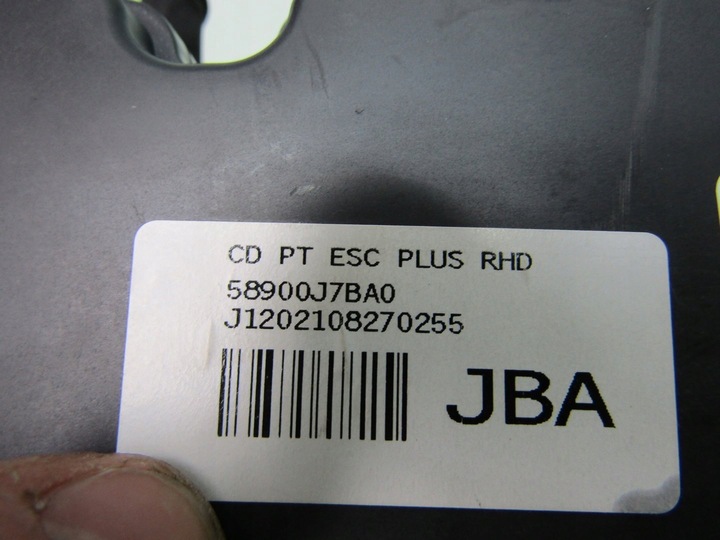 CD PT ESC PLUS RHD
58900J7BA0
J1202108270255
JBA